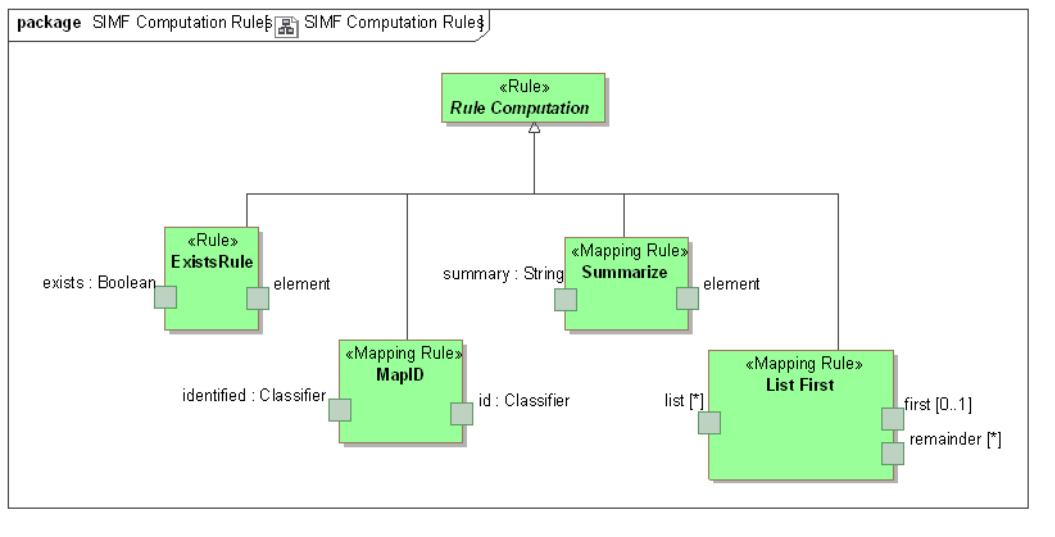 package SIMF Computation Rules[ SIMF Computation Rules]
«Rule»
Rule Computation
«Rule»
ExistsRule
exists : Boolean
element
«Mapping Rule»
Summarize
summary : String
element
«Mapping Rule»
MapID
identified : Classifier
id : Classifier
«Mapping Rule»
List First
list [*]
first [0..1]
remainder [*]